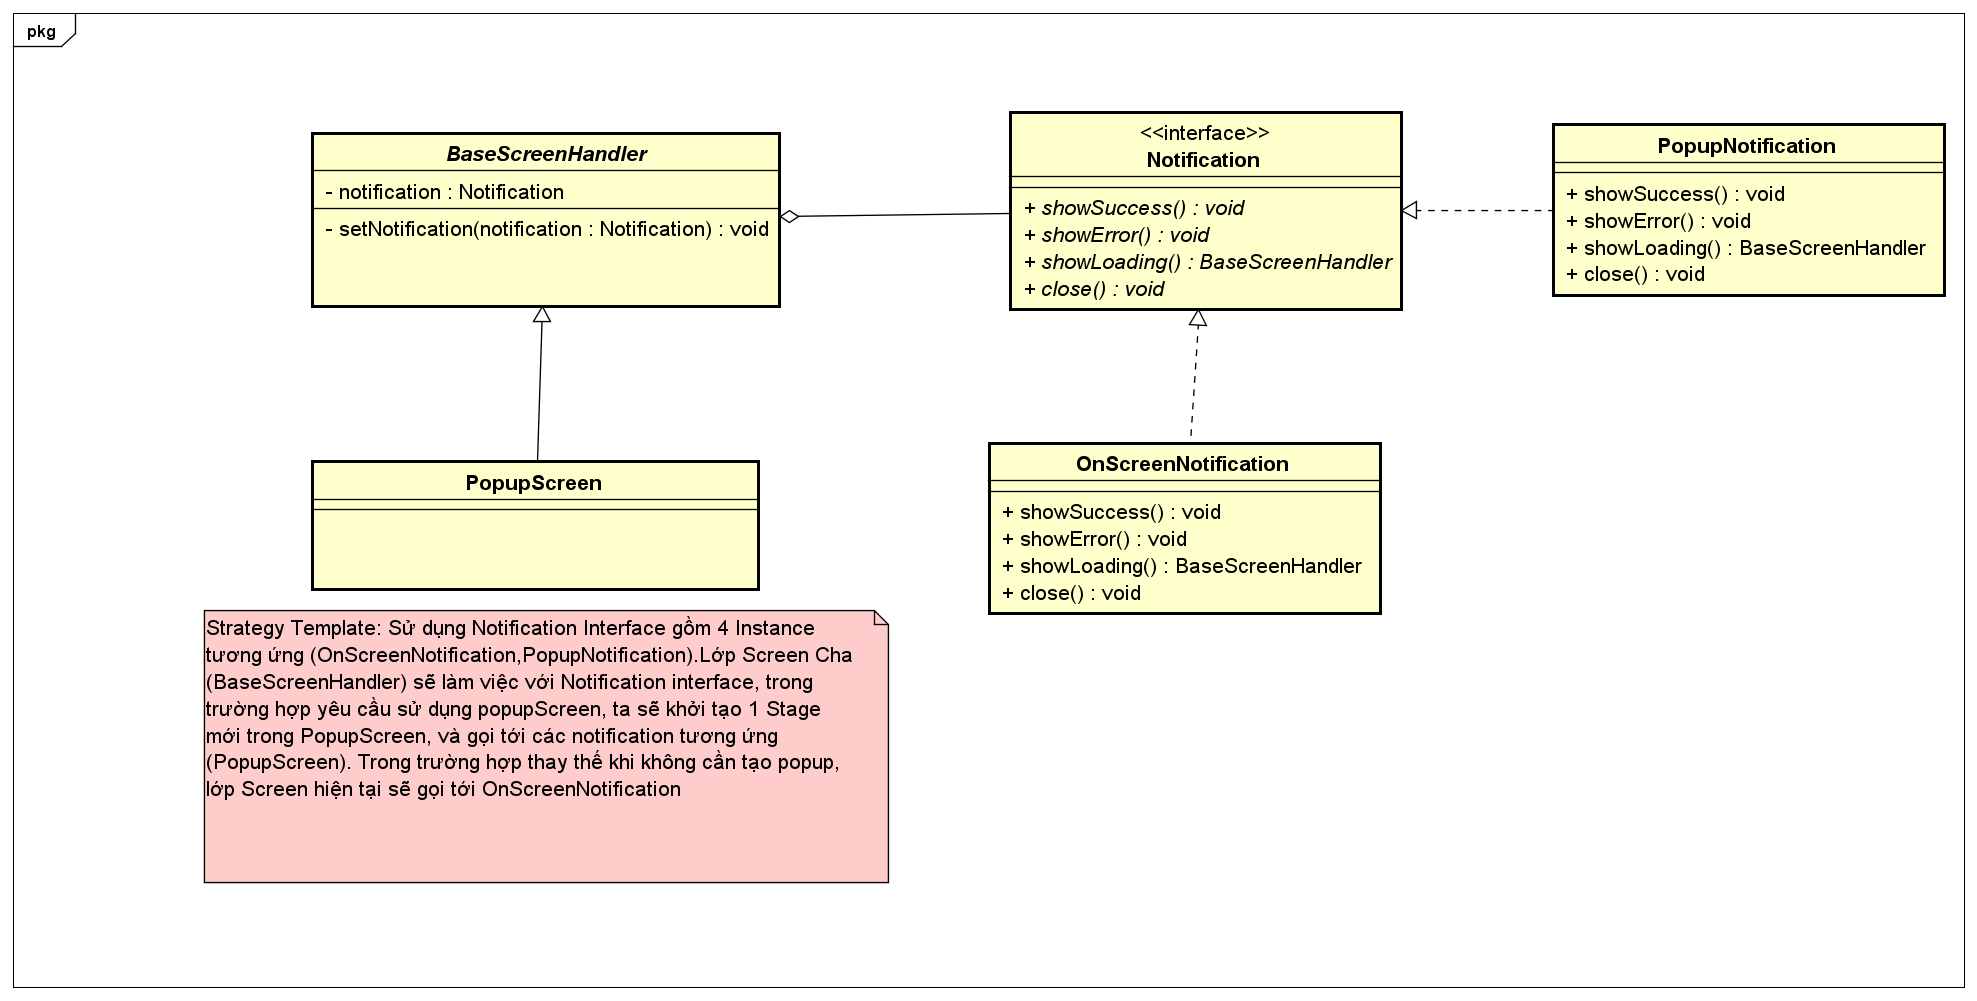 pkg
BaseScreenHandler
- notification : Notification
- setNotification(notification : Notification) : void
<<interface>>
Notification
+ showSuccess() : void
+ showError() : void
+ showLoading() : BaseScreenHandler
+ close() : void
PopupNotification
+ showSuccess() : void
+ showError() : void
+ showLoading() : BaseScreenHandler
+ close() : void
PopupScreen
OnScreenNotification
+ showSuccess() : void
+ showError() : void
+ showLoading() : BaseScreenHandler
+ close() : void
Strategy Template: Sử dụng Notification Interface gồm 4 Instance
tương ứng (OnScreenNotification,PopupNotification).Lớp Screen Cha
(BaseScreenHandler) sẽ làm việc với Notification interface, trong
trường hợp yêu cầu sử dụng popupScreen, ta sẽ khởi tạo 1 Stage
mới trong PopupScreen, và gọi tới các notification tương ứng
(PopupScreen). Trong trường hợp thay thế khi không cần tạo popup,
lớp Screen hiện tại sẽ gọi tới OnScreenNotification